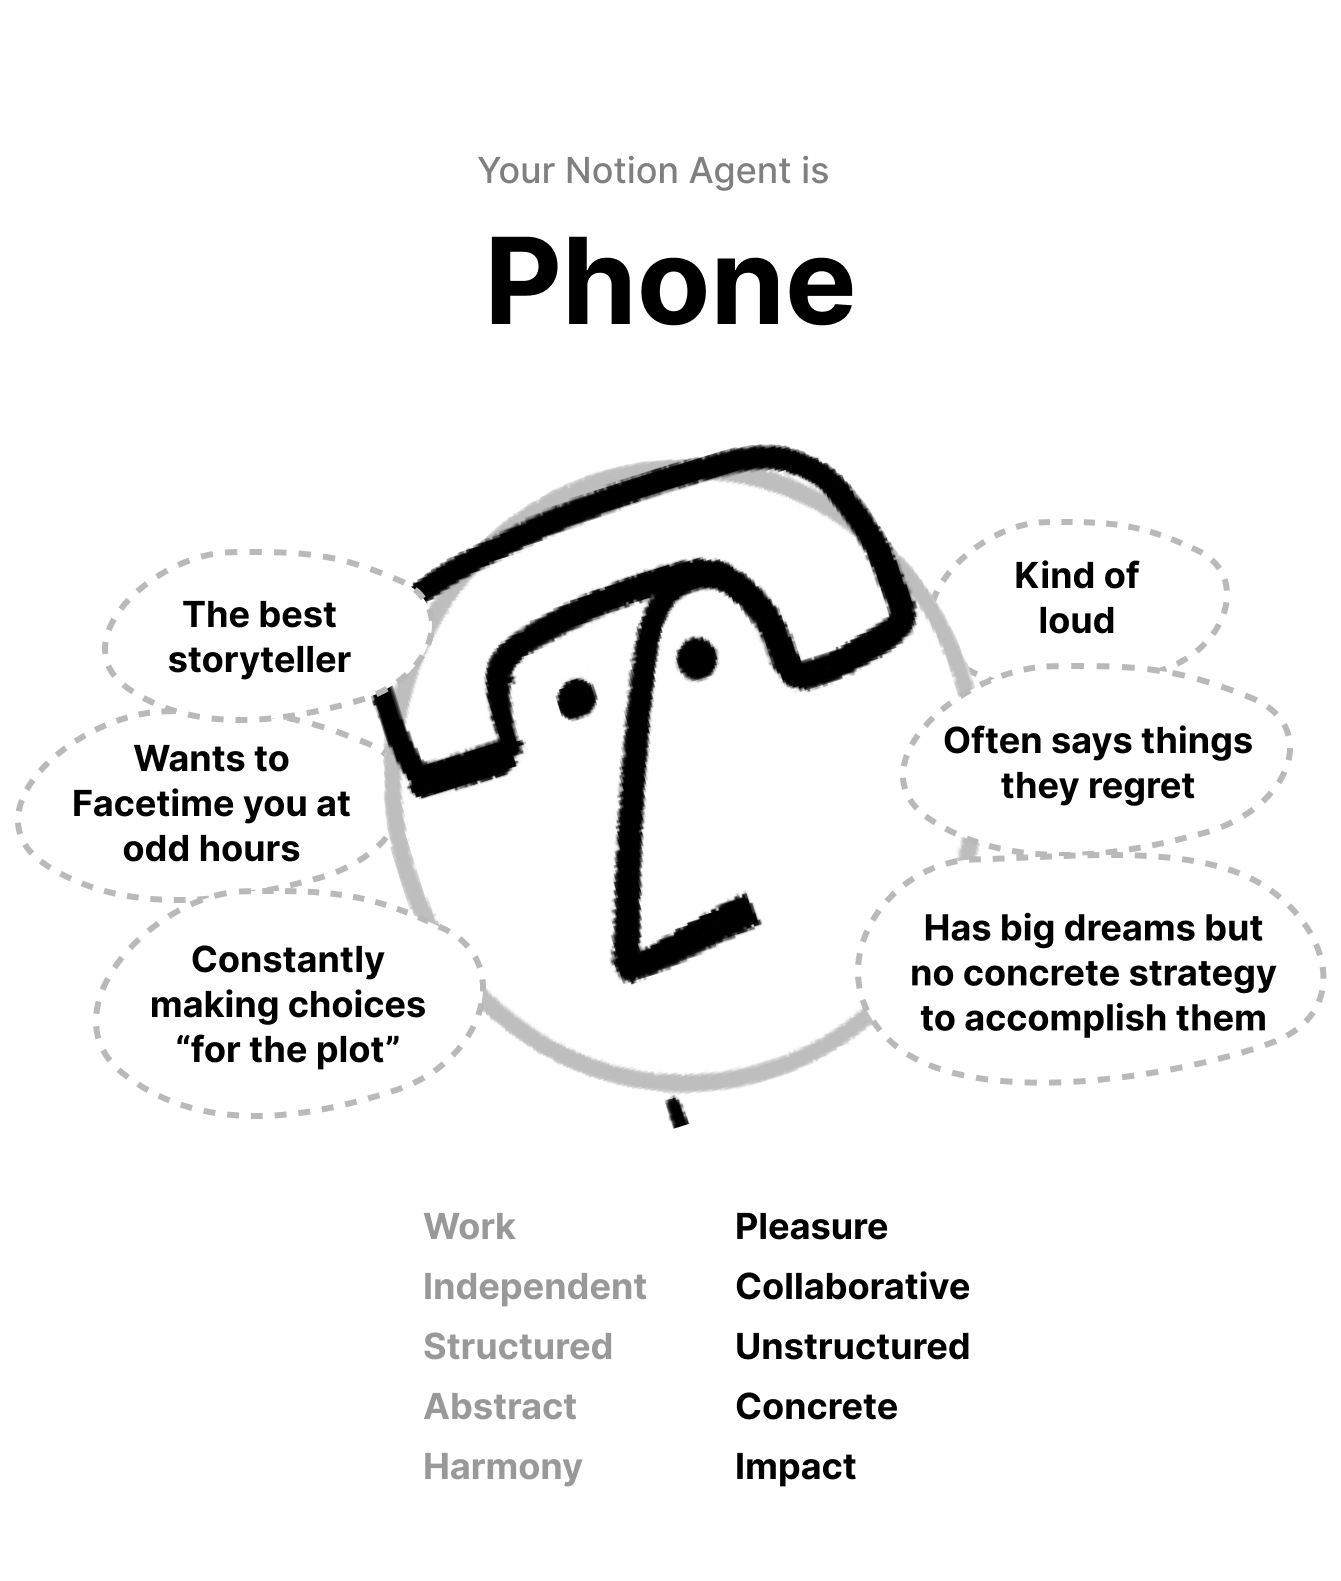 Your Notion Agent is
Phone
The best
storyteller
Kind of
loud
Wants to
Facetime you at
odd hours
Often says things
they regret
Constantly
making choices
“for the plot”
Has big dreams but
no concrete strategy
to accomplish them
Work Pleasure
Independent Collaborative
Structured Unstructured
Abstract Concrete
Harmony Impact